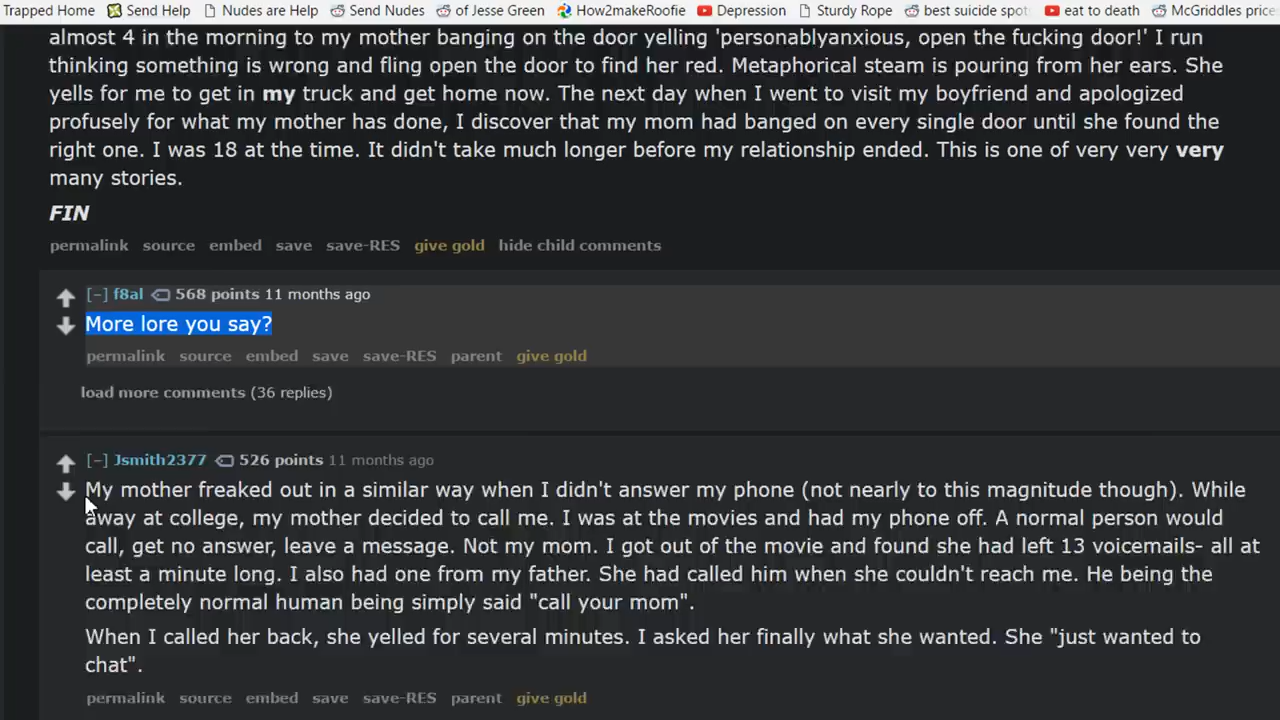 Trapped Home Send Help Nudes are Help Send Nudes of Jesse Green How2makeRoofie Depression Sturdy Rope best suicide spot eat to death McGriddles price
almost 4 in the morning to my mother banging on the door yelling 'personablyanxious, open the fucking door!' I run
thinking something is wrong and fling open the door to find her red. Metaphorical steam is pouring from her ears. She
yells for me to get in my truck and get home now. The next day when I went to visit my boyfriend and apologized
profusely for what my mother has done, I discover that my mom had banged on every single door until she found the
right one. I was 18 at the time. It didn't take much longer before my relationship ended. This is one of very very very
many stories.
FIN
permalink source embed save save-RES give gold hide child comments
[–] f8al 568 points 11 months ago
More lore you say?
permalink source embed save save-RES parent give gold
load more comments (36 replies)
[–] Jsmith2377 526 points 11 months ago
My mother freaked out in a similar way when I didn't answer my phone (not nearly to this magnitude though). While
away at college, my mother decided to call me. I was at the movies and had my phone off. A normal person would
call, get no answer, leave a message. Not my mom. I got out of the movie and found she had left 13 voicemails- all at
least a minute long. I also had one from my father. She had called him when she couldn't reach me. He being the
completely normal human being simply said "call your mom".
When I called her back, she yelled for several minutes. I asked her finally what she wanted. She "just wanted to
chat".
permalink source embed save save-RES parent give gold